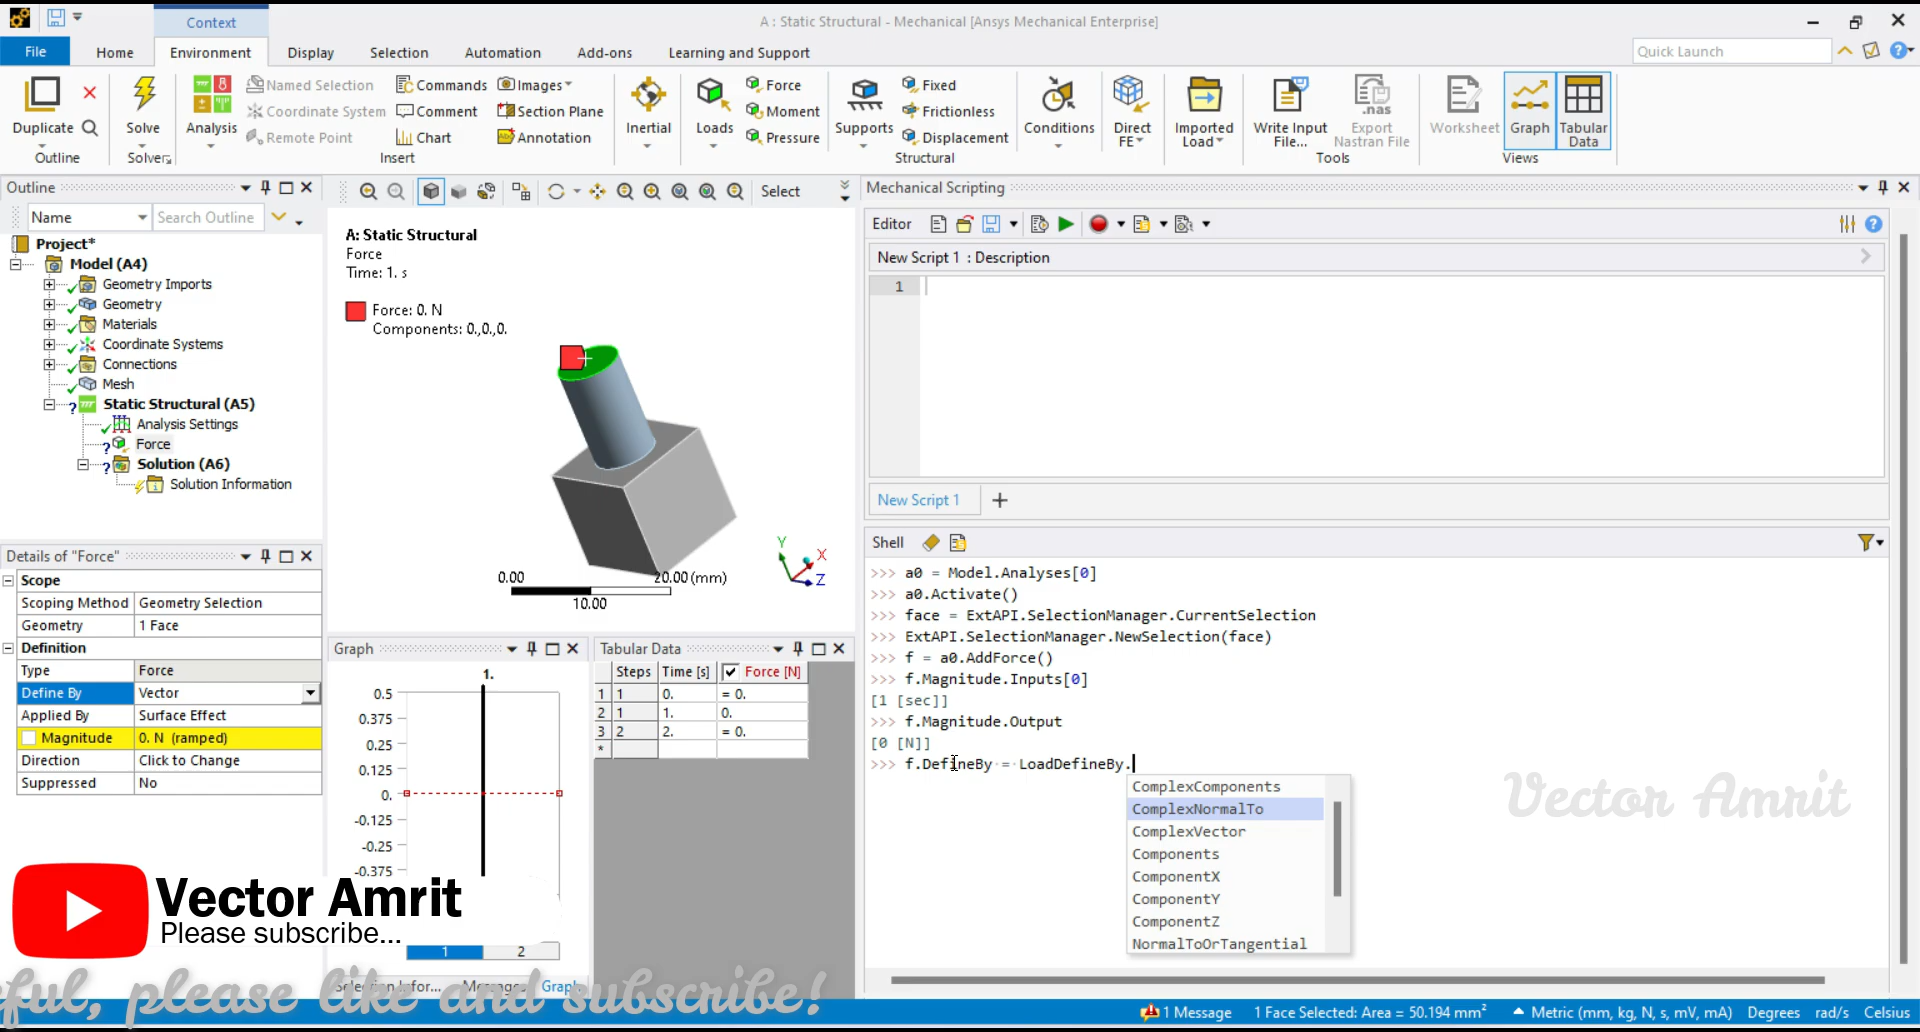 Context
A : Static Structural - Mechanical [Ansys Mechanical Enterprise]
File
Home
Environment
Display
Selection
Automation
Add-ons
Learning and Support
Quick Launch
Duplicate
Outline
Solve
Solver
Analysis
Named Selection
Coordinate System
Remote Point
Commands
Comment
Chart
Images
Section Plane
Annotation
Insert
Inertial
Loads
Force
Moment
Pressure
Supports
Fixed
Frictionless
Displacement
Structural
Conditions
Direct
FE
Imported
Load
Write Input
File...
.nas
Export
Nastran File
Tools
Worksheet
Graph
Tabular
Data
Views
Outline
Name
Search Outline
Project*
Model (A4)
Geometry Imports
Geometry
Materials
Coordinate Systems
Connections
Mesh
Static Structural (A5)
Analysis Settings
Force
Solution (A6)
Solution Information
Details of "Force"
Scope
Scoping Method Geometry Selection
Geometry 1 Face
Definition
Type Force
Define By Vector
Applied By Surface Effect
Magnitude 0. N (ramped)
Direction Click to Change
Suppressed No
Select
A: Static Structural
Force
Time: 1. s
Force: 0. N
Components: 0.,0.,0.
Y
X
Z
0.00
20.00 (mm)
10.00
Graph
1.
0.5
0.375
0.25
0.125
0.
-0.125
-0.25
-0.375
1 2
Messages Graph
Tabular Data
Steps Time [s] Force [N]
1 1 0. = 0.
2 1 1. 0.
3 2 2. = 0.
*
Mechanical Scripting
Editor
New Script 1 : Description
1
New Script 1 +
Shell
>>> a0 = Model.Analyses[0]
>>> a0.Activate()
>>> face = ExtAPI.SelectionManager.CurrentSelection
>>> ExtAPI.SelectionManager.NewSelection(face)
>>> f = a0.AddForce()
>>> f.Magnitude.Inputs[0]
[1 [sec]]
>>> f.Magnitude.Output
[0 [N]]
>>> f.DefineBy = LoadDefineBy.
ComplexComponents
ComplexNormalTo
ComplexVector
Components
ComponentX
ComponentY
ComponentZ
NormalToOrTangential
Vector Amrit
Vector Amrit
Please subscribe...
ful, please like and subscribe!
1 Message
1 Face Selected: Area = 50.194 mm²
Metric (mm, kg, N, s, mV, mA)
Degrees
rad/s
Celsius